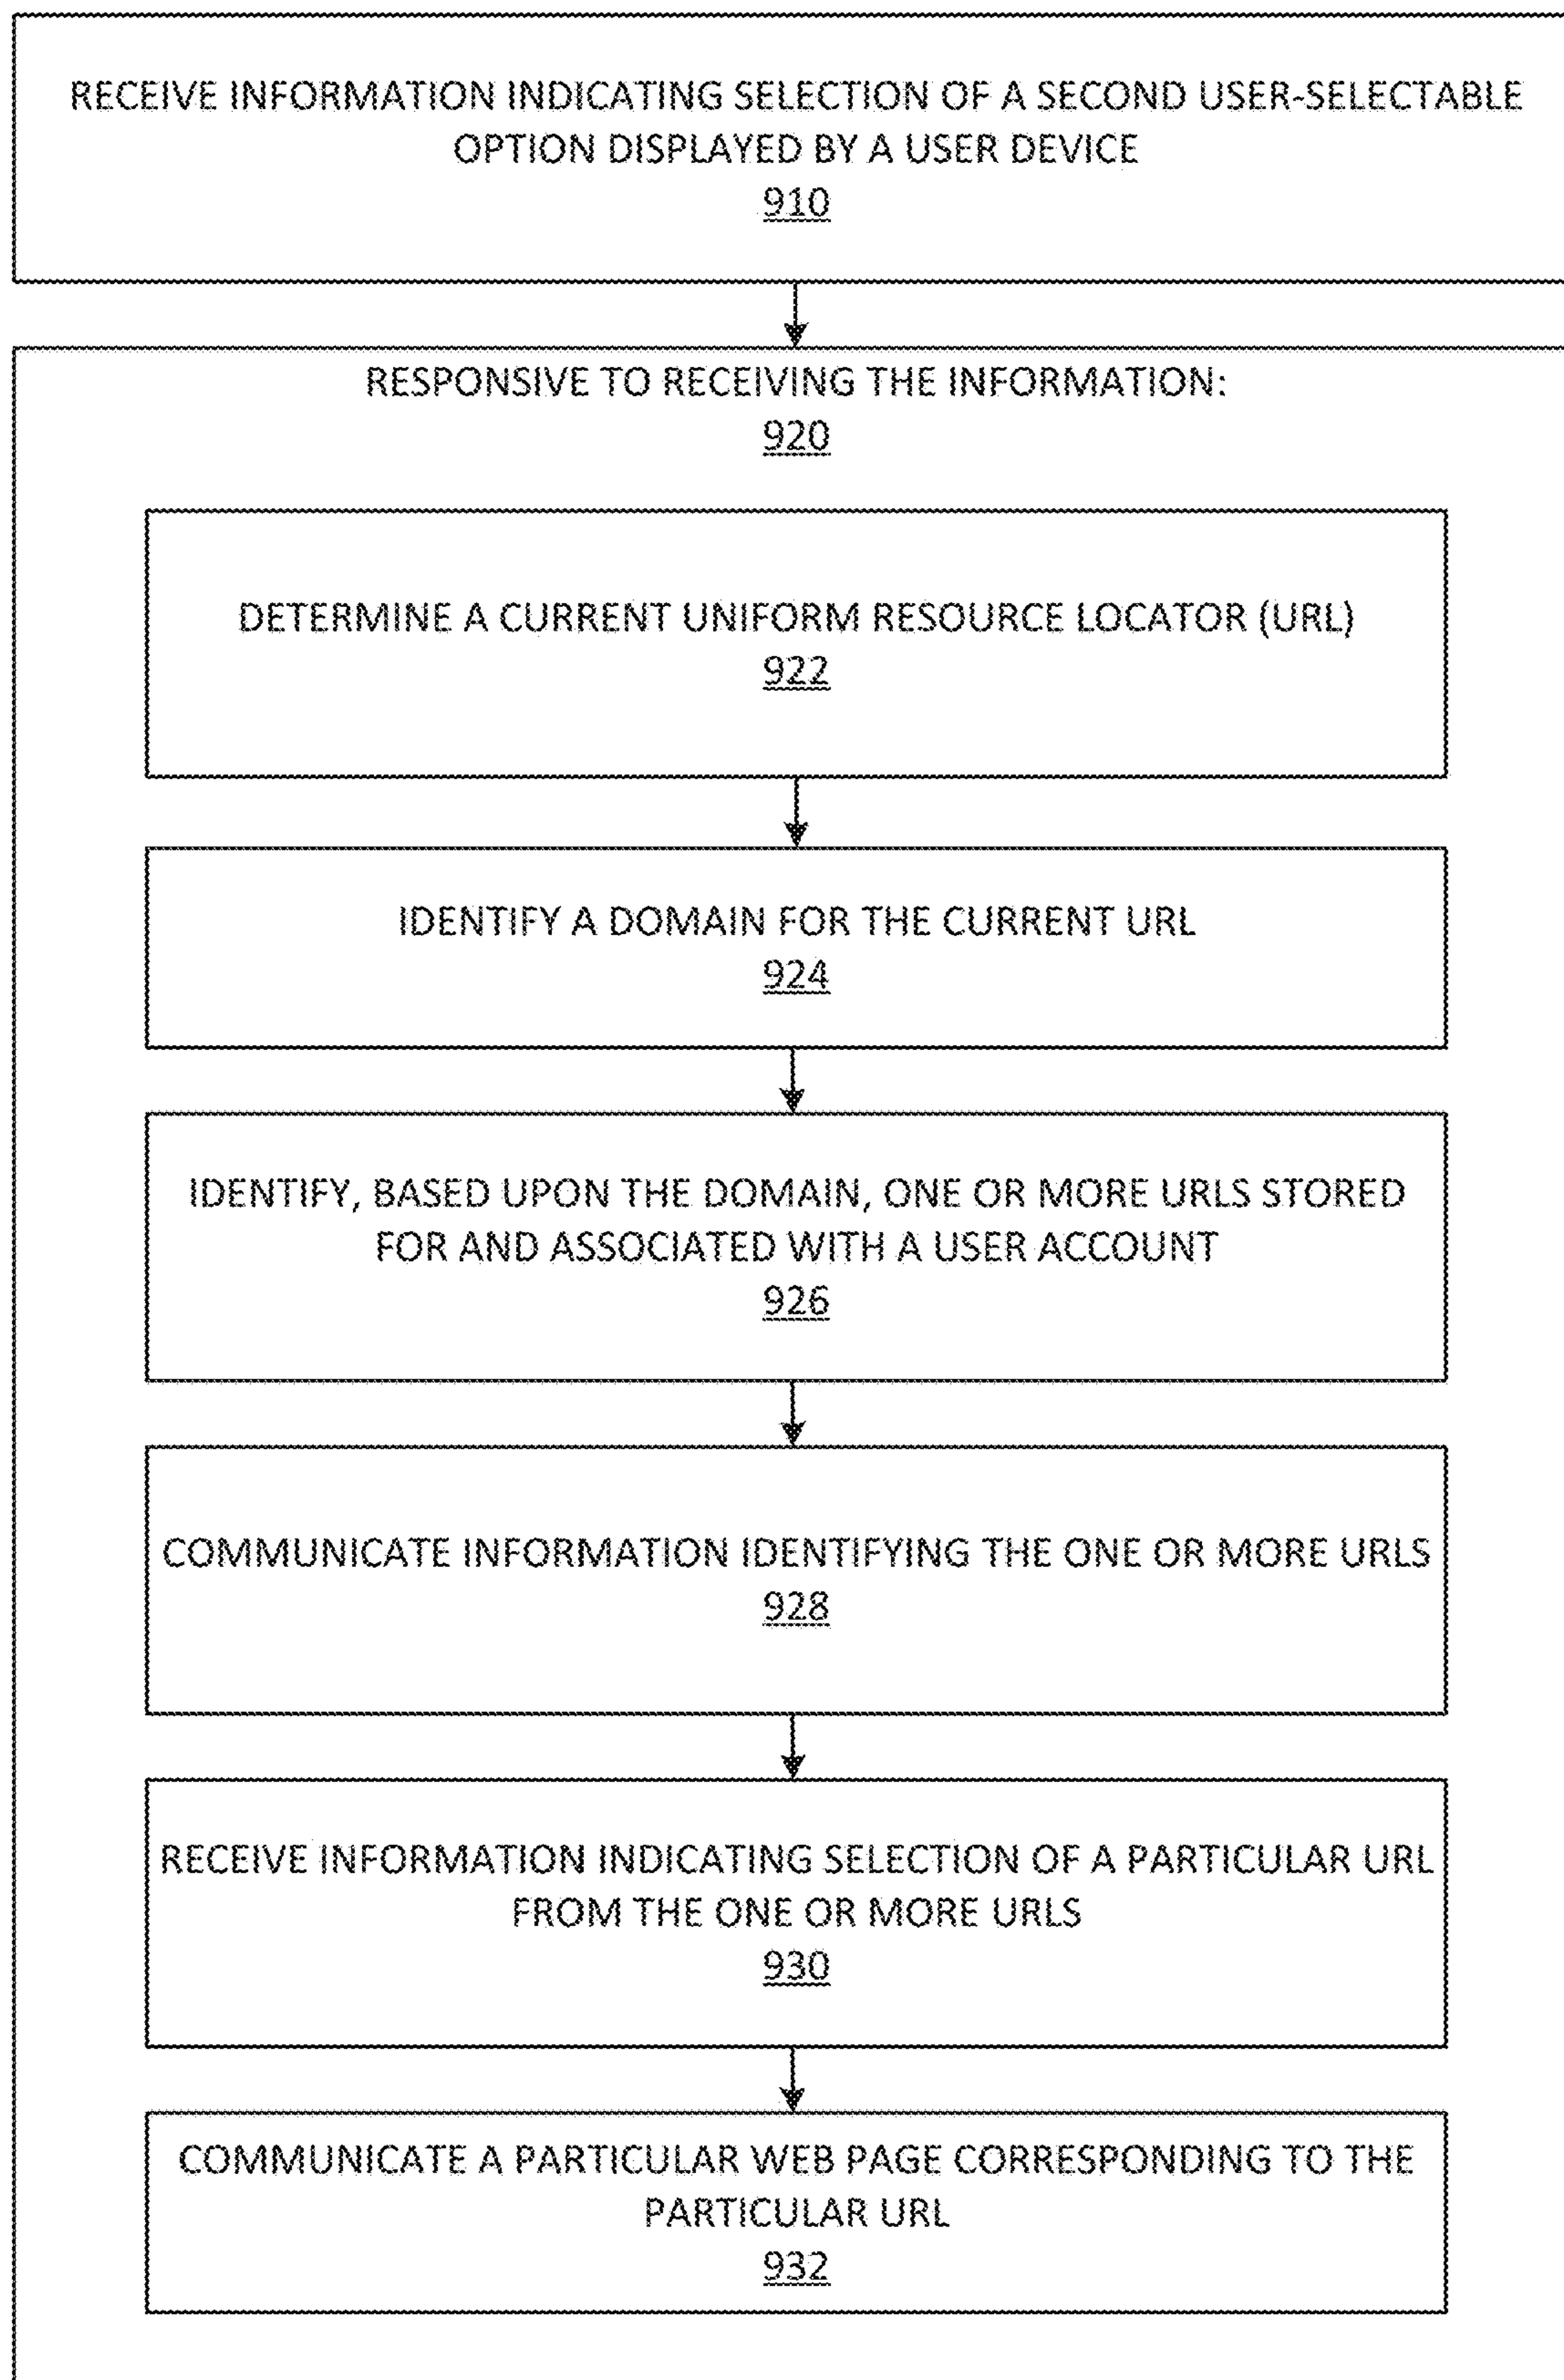 RECEIVE INFORMATION INDICATING SELECTION OF A SECOND USER-SELECTABLE
OPTION DISPLAYED BY A USER DEVICE
910
RESPONSIVE TO RECEIVING THE INFORMATION:
920
DETERMINE A CURRENT UNIFORM RESOURCE LOCATOR (URL)
922
IDENTIFY A DOMAIN FOR THE CURRENT URL
924
IDENTIFY, BASED UPON THE DOMAIN, ONE OR MORE URLS STORED
FOR AND ASSOCIATED WITH A USER ACCOUNT
926
COMMUNICATE INFORMATION IDENTIFYING THE ONE OR MORE URLS
928
RECEIVE INFORMATION INDICATING SELECTION OF A PARTICULAR URL
FROM THE ONE OR MORE URLS
930
COMMUNICATE A PARTICULAR WEB PAGE CORRESPONDING TO THE
PARTICULAR URL
932